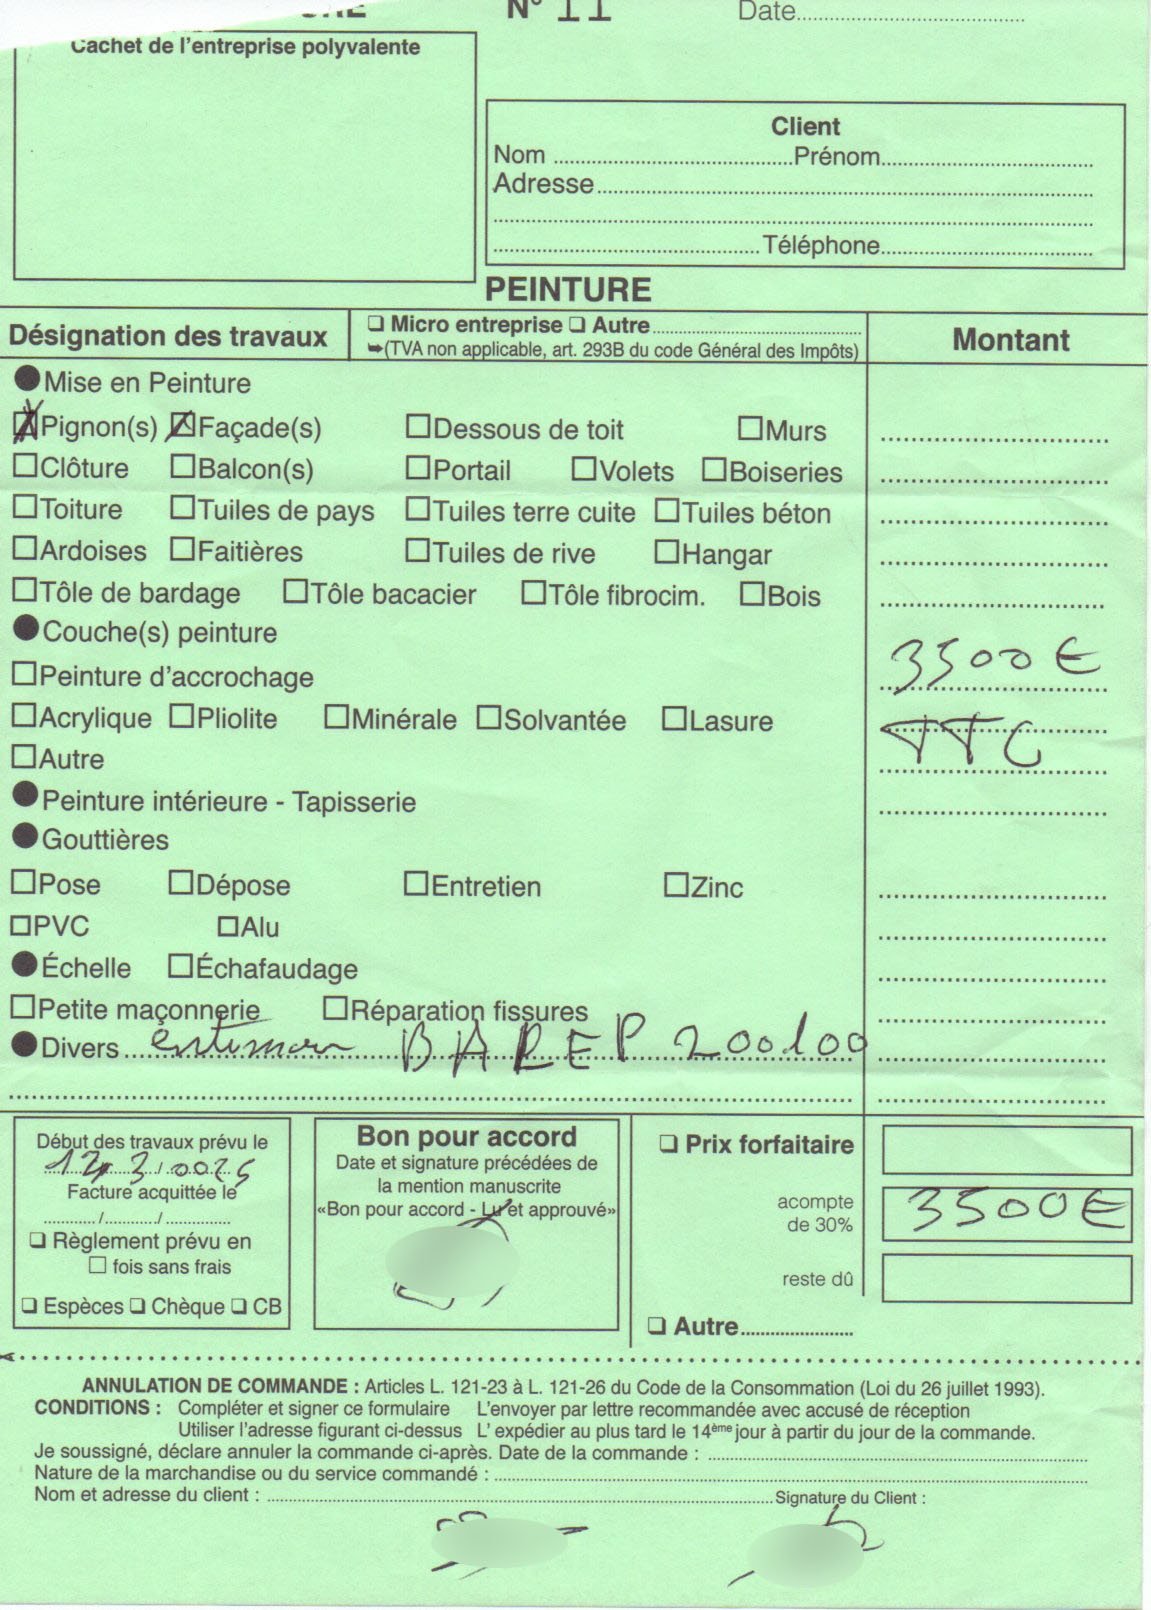 N° 11 Date
Cachet de l'entreprise polyvalente
Client
Nom Prénom
Adresse
Téléphone
PEINTURE
Désignation des travaux
❏ Micro entreprise ❏ Autre
➥(TVA non applicable, art. 293B du code Général des Impôts)
Montant
● Mise en Peinture
☒ Pignon(s) ☒ Façade(s) ☐ Dessous de toit ☐ Murs
☐ Clôture ☐ Balcon(s) ☐ Portail ☐ Volets ☐ Boiseries
☐ Toiture ☐ Tuiles de pays ☐ Tuiles terre cuite ☐ Tuiles béton
☐ Ardoises ☐ Faitières ☐ Tuiles de rive ☐ Hangar
☐ Tôle de bardage ☐ Tôle bacacier ☐ Tôle fibrocim. ☐ Bois
● Couche(s) peinture
3500 €
☐ Peinture d'accrochage
☐ Acrylique ☐ Pliolite ☐ Minérale ☐ Solvantée ☐ Lasure
TTC
☐ Autre
● Peinture intérieure - Tapisserie
● Gouttières
☐ Pose ☐ Dépose ☐ Entretien ☐ Zinc
☐ PVC ☐ Alu
● Échelle ☐ Échafaudage
☐ Petite maçonnerie ☐ Réparation fissures
● Divers
Début des travaux prévu le
Facture acquittée le
❏ Règlement prévu en
☐ fois sans frais
❏ Espèces ❏ Chèque ❏ CB
Bon pour accord
Date et signature précédées de
la mention manuscrite
«Bon pour accord - Lu et approuvé»
❏ Prix forfaitaire
acompte
de 30%
3500 €
reste dû
❏ Autre
ANNULATION DE COMMANDE : Articles L. 121-23 à L. 121-26 du Code de la Consommation (Loi du 26 juillet 1993).
CONDITIONS : Compléter et signer ce formulaire L'envoyer par lettre recommandée avec accusé de réception
Utiliser l'adresse figurant ci-dessus L' expédier au plus tard le 14ème jour à partir du jour de la commande.
Je soussigné, déclare annuler la commande ci-après. Date de la commande :
Nature de la marchandise ou du service commandé :
Nom et adresse du client : Signature du Client :